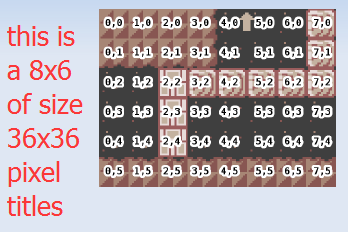 this is
a 8x6
of size
36x36
pixel
titles
0,0 1,0 2,0 3,0 4,0 5,0 6,0 7,0
0,1 1,1 2,1 3,1 4,1 5,1 6,1 7,1
0,2 1,2 2,2 3,2 4,2 5,2 6,2 7,2
0,3 1,3 2,3 3,3 4,3 5,3 6,3 7,3
0,4 1,4 2,4 3,4 4,4 5,4 6,4 7,4
0,5 1,5 2,5 3,5 4,5 5,5 6,5 7,5